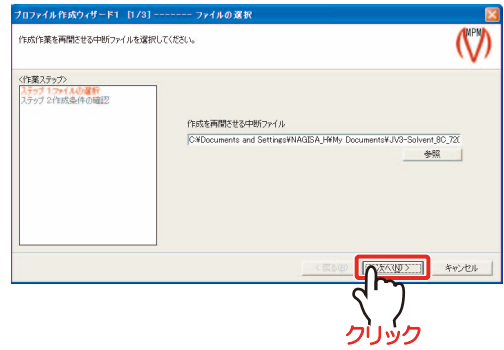 プロファイル作成ウィザード1 [1/3] ------- ファイルの選択
作成作業を再開させる中断ファイルを選択してください。
MPM
<作業ステップ>
ステップ 1:ファイルの選択
ステップ 2:作成条件の確認
作成を再開させる中断ファイル
C:¥Documents and Settings¥NAGISA_H¥My Documents¥JV3-Solvent_8C_720
参照
< 戻る(B)
次へ(N) >
キャンセル
クリック